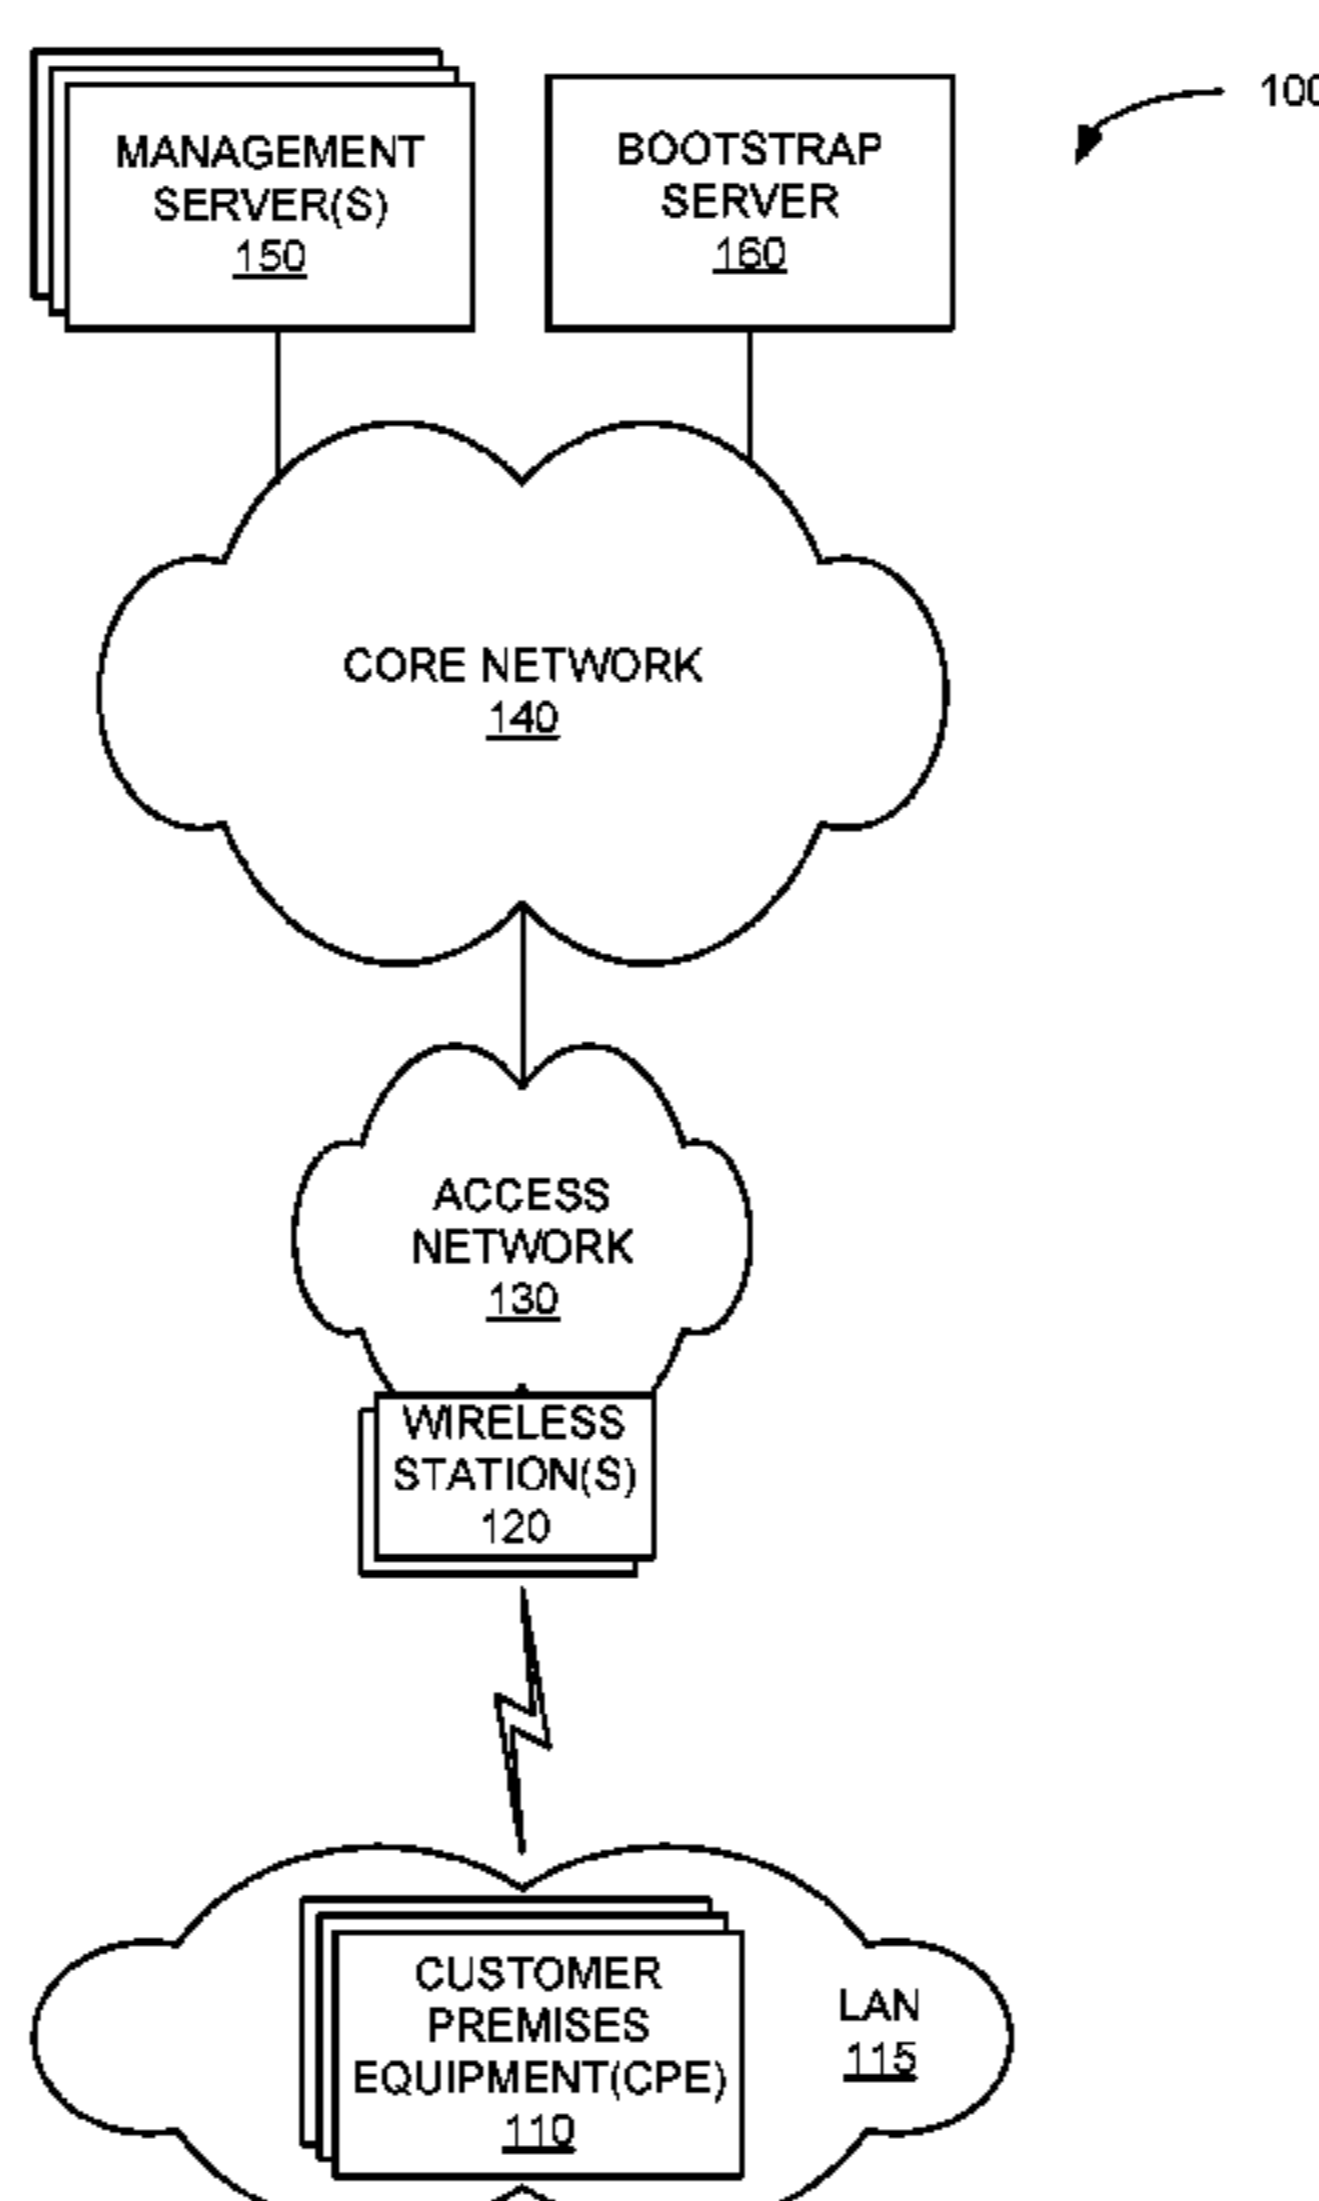 MANAGEMENT
SERVER(S)
150
BOOTSTRAP
SERVER
160
100
CORE NETWORK
140
ACCESS
NETWORK
130
WIRELESS
STATION(S)
120
CUSTOMER
PREMISES
EQUIPMENT(CPE)
110
LAN
115